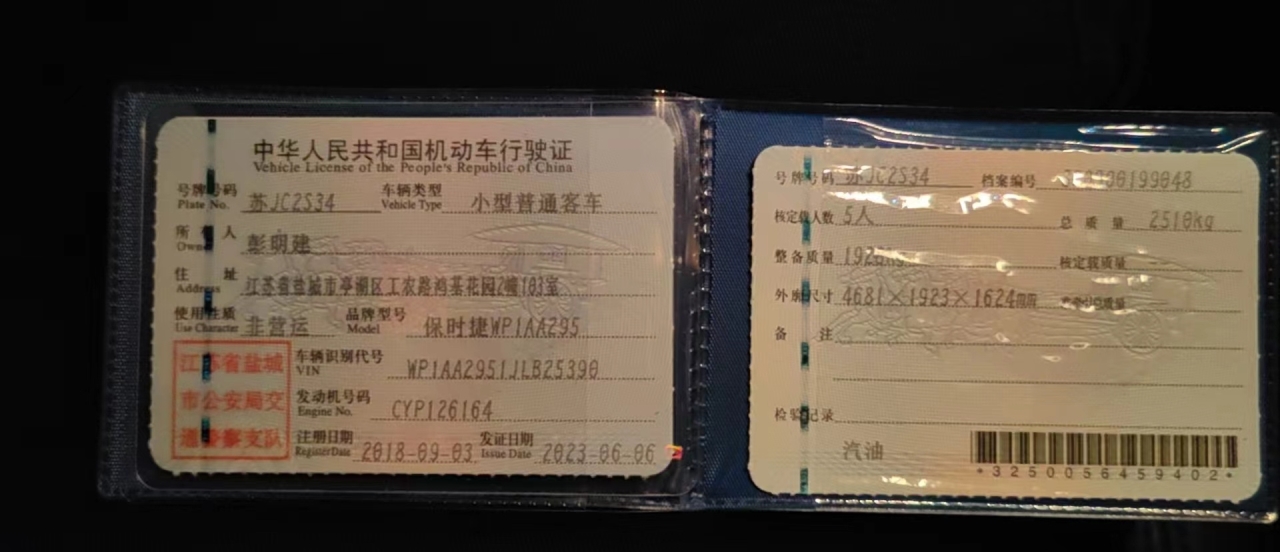 中华人民共和国机动车行驶证
Vehicle License of the People's Republic of China
号牌号码 Plate No. 苏JC2S34 车辆类型 Vehicle Type 小型普通客车
所有人 Owner 彭明建
住址 Address 江苏省盐城市亭湖区工农路鸿基花园2幢103室
使用性质 Use Character 非营运 品牌型号 Model 保时捷WP1AA295
江苏省盐城
市公安局交
通警察支队
车辆识别代号 VIN WP1AA2951JLB25390
发动机号码 Engine No. CYP126164
注册日期 Register Date 2018-09-03 发证日期 Issue Date 2023-06-06
号牌号码 苏JC2S34 档案编号
核定载人数 5人 总质量 2510kg
整备质量 核定载质量 --
外廓尺寸 4681×1923×1624mm 准牵引总质量
备注
检验记录
汽油
*3250056459402*